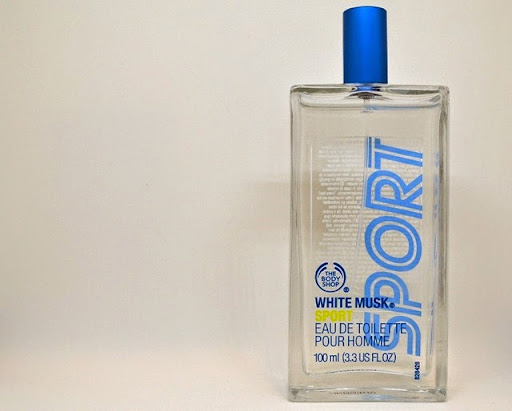 SPORT
THE
BODY
SHOP
®
WHITE MUSK®
SPORT
EAU DE TOILETTE
POUR HOMME
100 ml (3.3 US FL OZ)